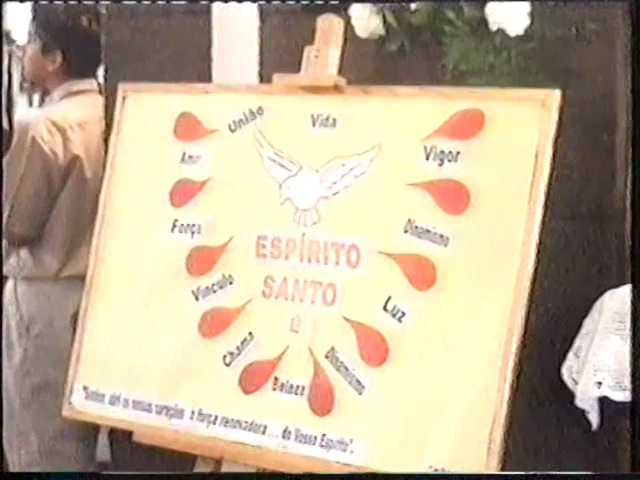 União
Vida
Amor
Vigor
Força
Dinamismo
ESPÍRITO
SANTO
É
Vínculo
Luz
Chama
Beleza
Dinamismo
"Senhor, abri os nossos corações a força renovadora ... do Vosso Espírito".